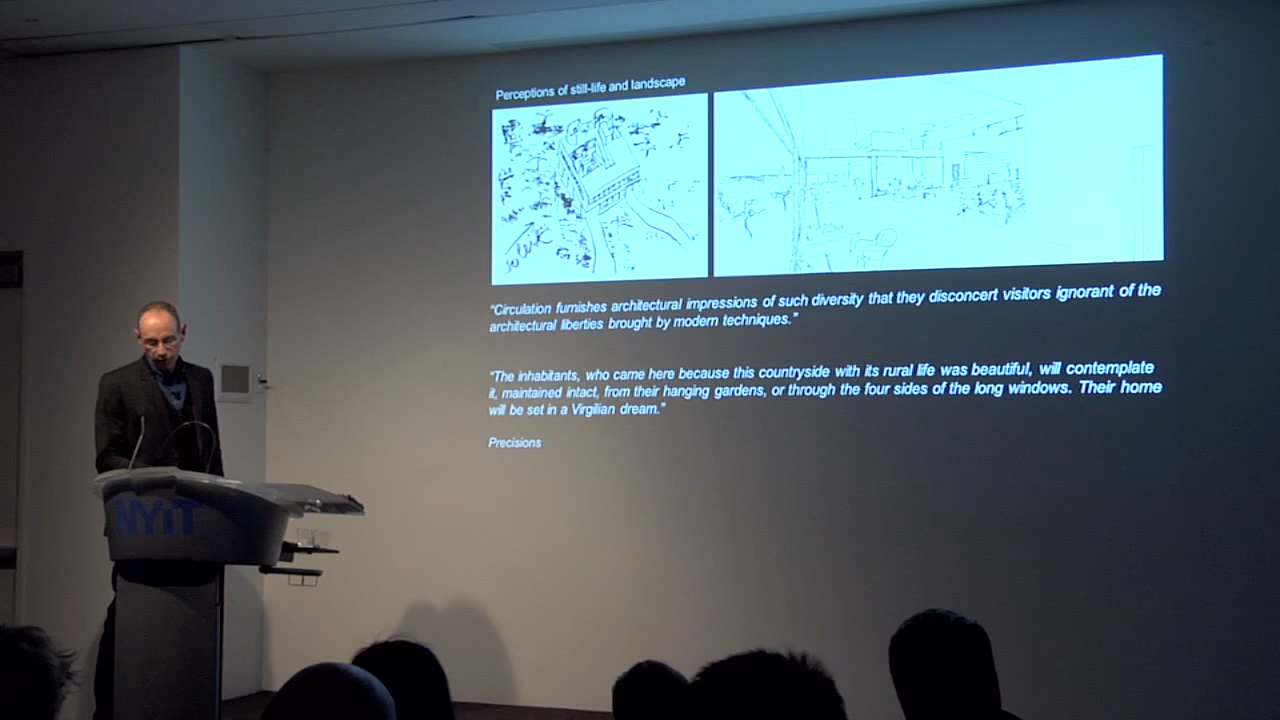 Perceptions of still-life and landscape
“Circulation furnishes architectural impressions of such diversity that they disconcert visitors ignorant of the
architectural liberties brought by modern techniques.”
“The inhabitants, who came here because this countryside with its rural life was beautiful, will contemplate
it, maintained intact, from their hanging gardens, or through the four sides of the long windows. Their home
will be set in a Virgilian dream.”
Precisions
NYiT